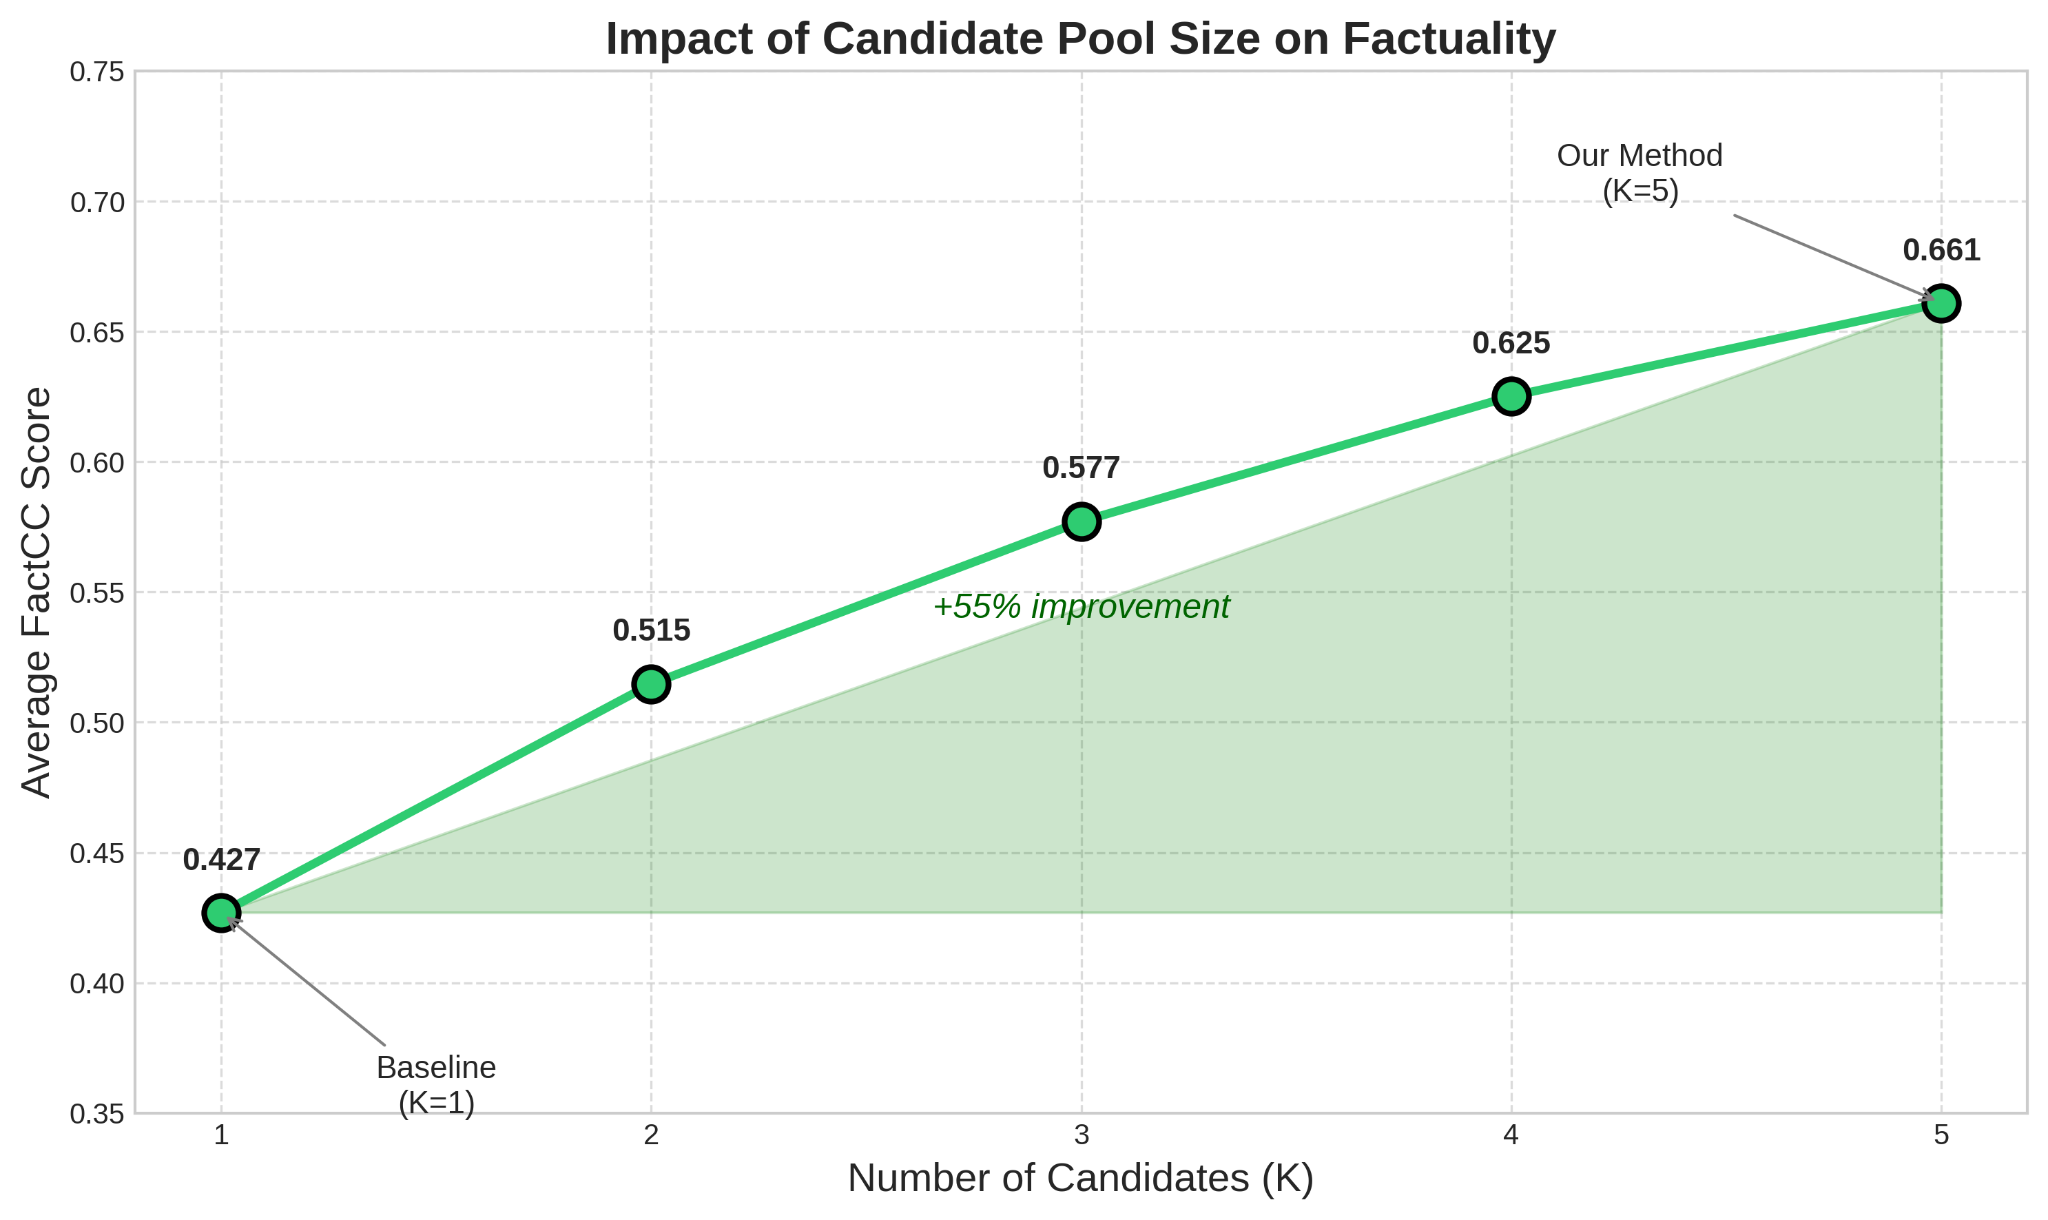 Impact of Candidate Pool Size on Factuality
0.75
0.70
0.65
0.60
0.55
0.50
0.45
0.40
0.35
Average FactCC Score
Our Method
(K=5)
0.661
0.625
0.577
+55% improvement
0.515
0.427
Baseline
(K=1)
1 2 3 4 5
Number of Candidates (K)